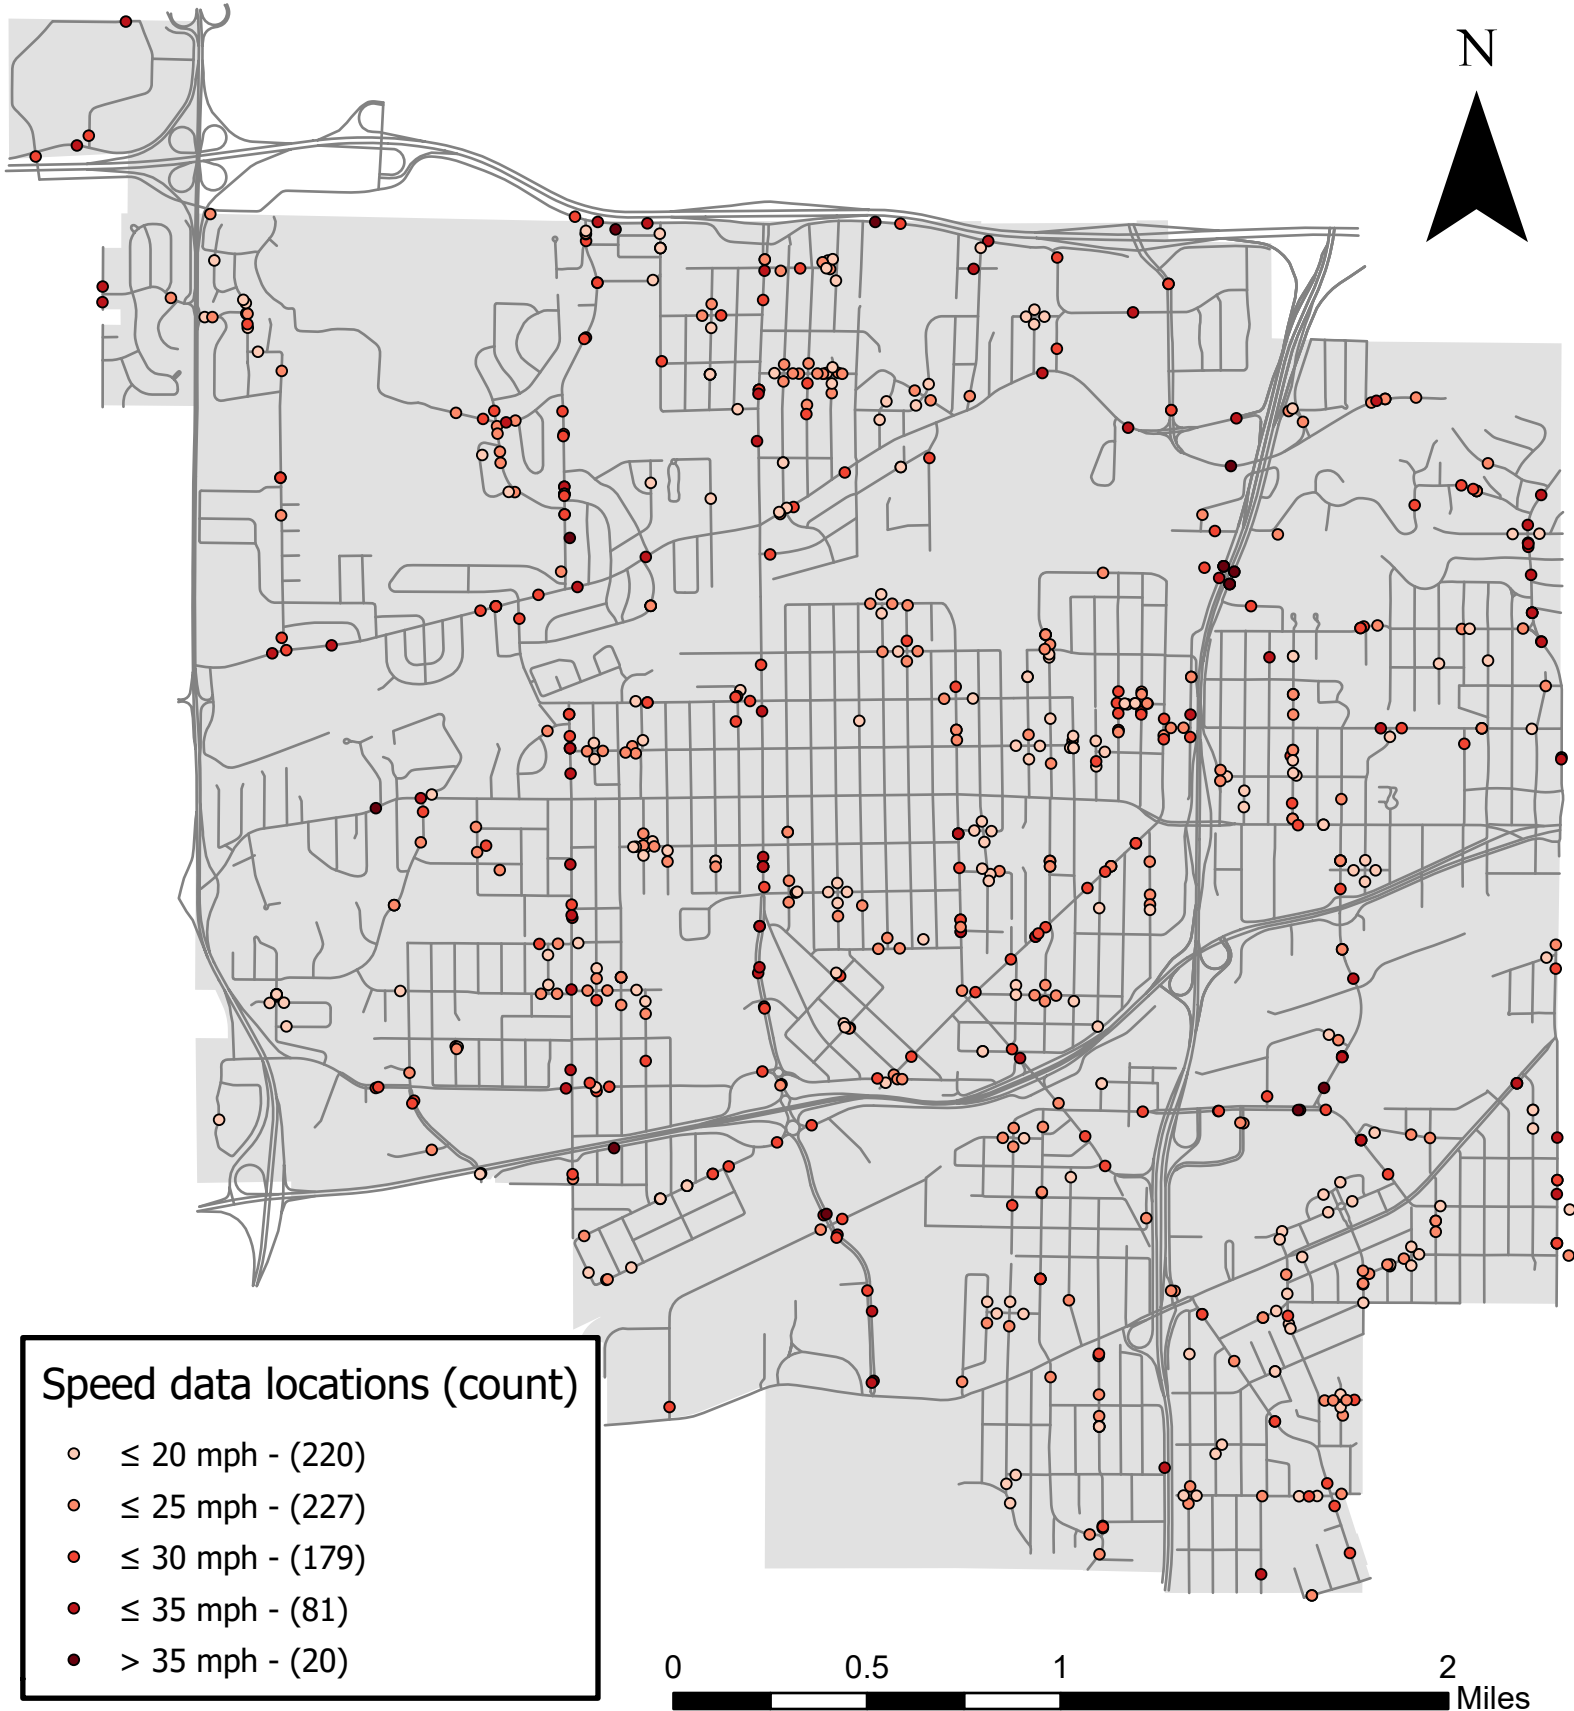 N
Speed data locations (count)
≤ 20 mph - (220)
≤ 25 mph - (227)
≤ 30 mph - (179)
≤ 35 mph - (81)
> 35 mph - (20)
0 0.5 1 2
Miles